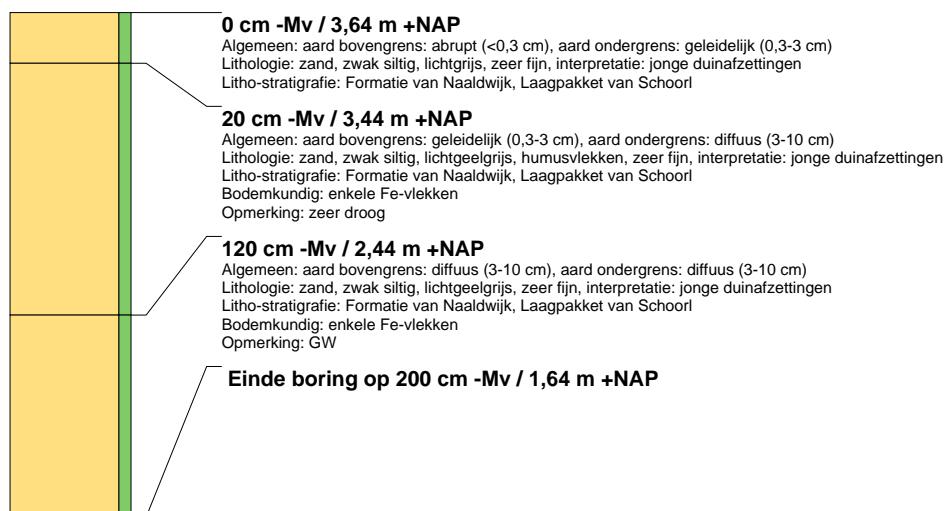 0 cm -Mv / 3,64 m +NAP
Algemeen: aard bovengrens: abrupt (<0,3 cm), aard ondergrens: geleidelijk (0,3-3 cm)
Lithologie: zand, zwak siltig, lichtgrijs, zeer fijn, interpretatie: jonge duinafzettingen
Litho-stratigrafie: Formatie van Naaldwijk, Laagpakket van Schoorl
20 cm -Mv / 3,44 m +NAP
Algemeen: aard bovengrens: geleidelijk (0,3-3 cm), aard ondergrens: diffuus (3-10 cm)
Lithologie: zand, zwak siltig, lichtgeelgrijs, humusvlekken, zeer fijn, interpretatie: jonge duinafzettingen
Litho-stratigrafie: Formatie van Naaldwijk, Laagpakket van Schoorl
Bodemkundig: enkele Fe-vlekken
Opmerking: zeer droog
120 cm -Mv / 2,44 m +NAP
Algemeen: aard bovengrens: diffuus (3-10 cm), aard ondergrens: diffuus (3-10 cm)
Lithologie: zand, zwak siltig, lichtgeelgrijs, zeer fijn, interpretatie: jonge duinafzettingen
Litho-stratigrafie: Formatie van Naaldwijk, Laagpakket van Schoorl
Bodemkundig: enkele Fe-vlekken
Opmerking: GW
Einde boring op 200 cm -Mv / 1,64 m +NAP